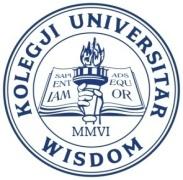 KOLEGJI UNIVERSITAR
SAPI ADS
ENT EQU
IAM OR
MMVI
WISDOM